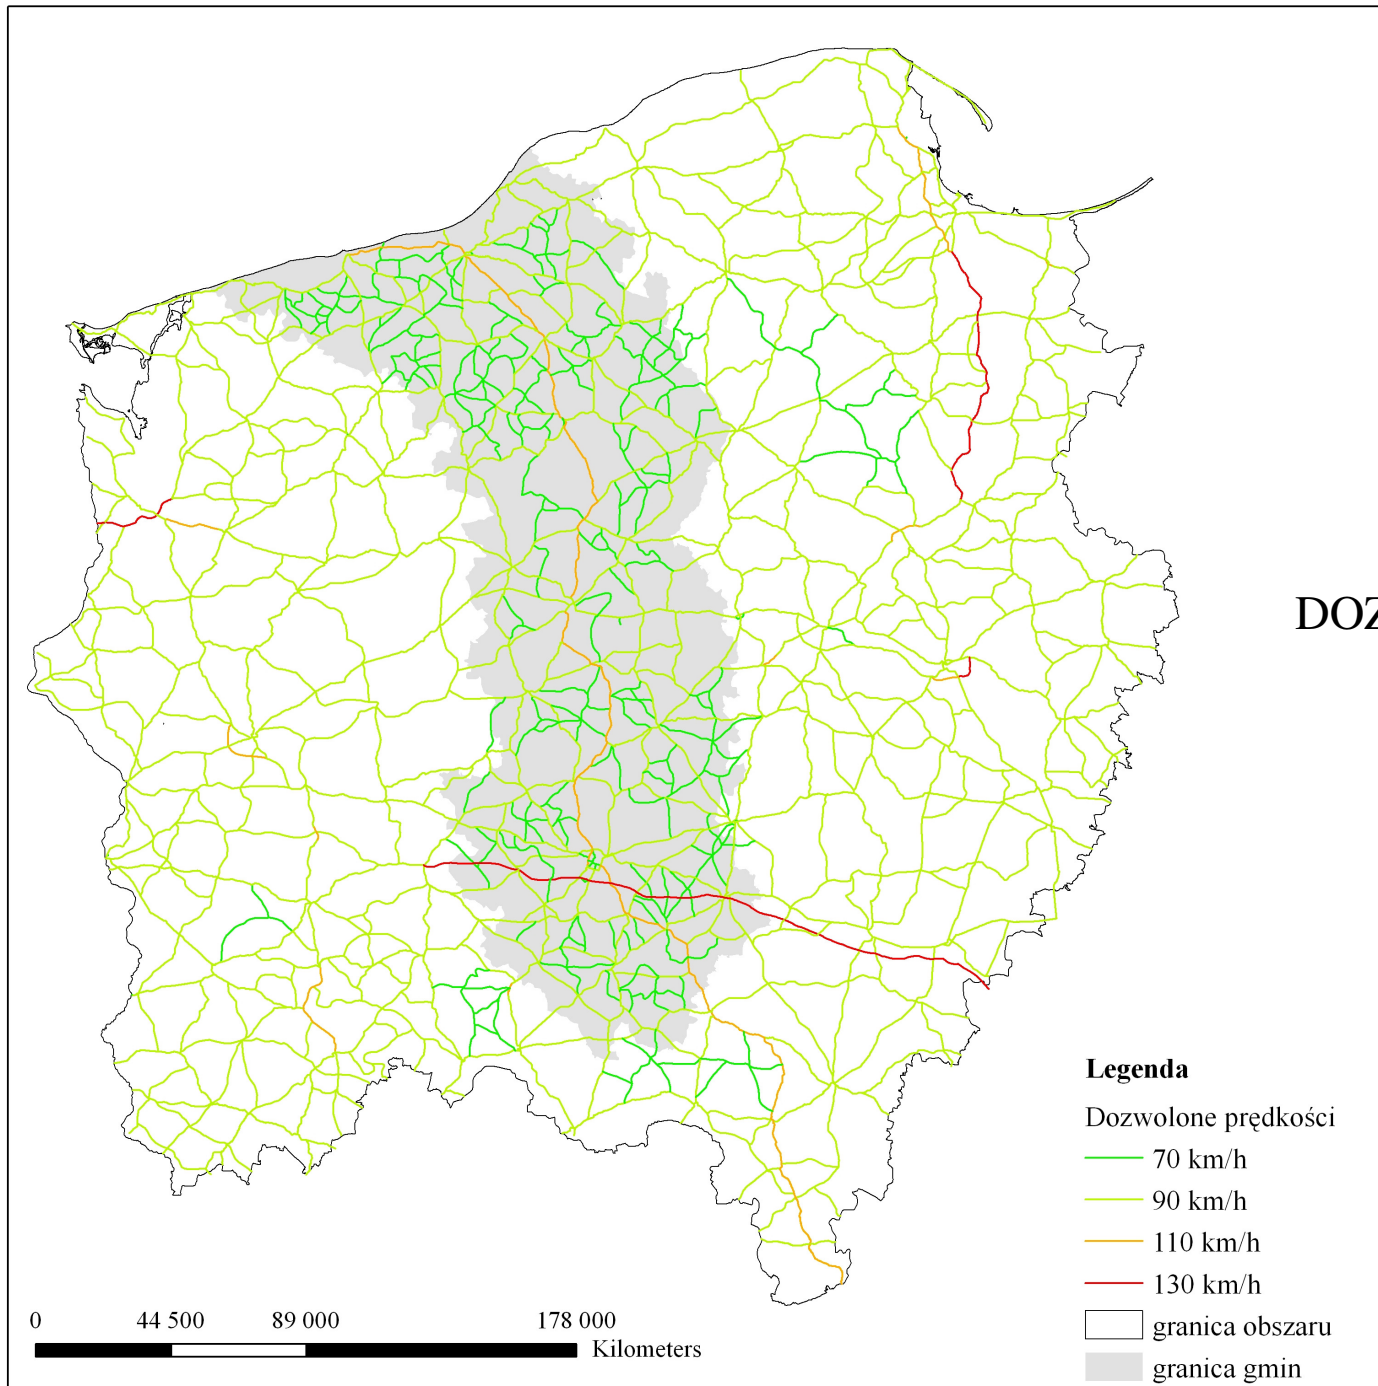 DOZ
Legenda
Dozwolone prędkości
70 km/h
90 km/h
110 km/h
130 km/h
granica obszaru
granica gmin
0 44 500 89 000 178 000
Kilometers